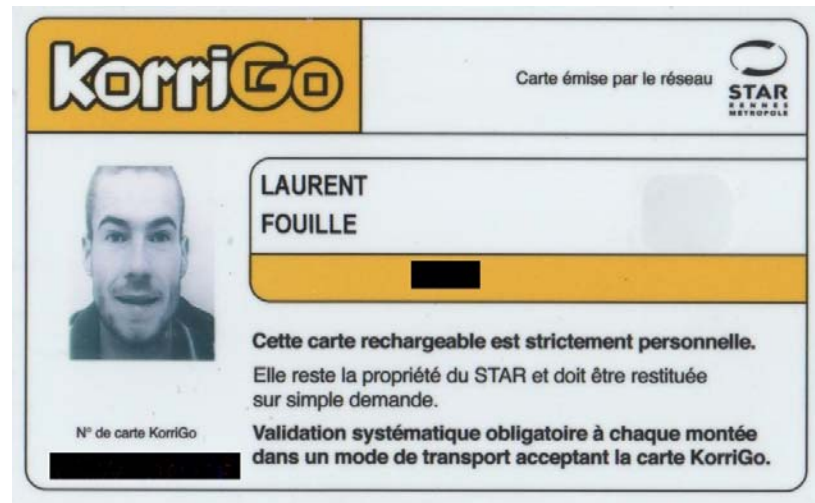 KorriGo
Carte émise par le réseau
STAR
RENNES
MÉTROPOLE
LAURENT
FOUILLE
Cette carte rechargeable est strictement personnelle.
Elle reste la propriété du STAR et doit être restituée
sur simple demande.
N° de carte KorriGo
Validation systématique obligatoire à chaque montée
dans un mode de transport acceptant la carte KorriGo.